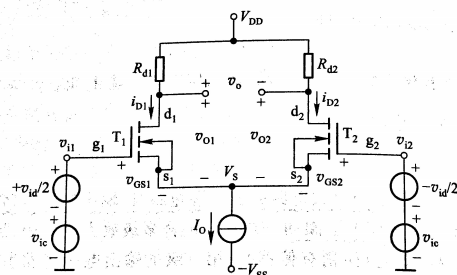 V_DD
R_d1 R_d2
+ v_o −
i_D1 + + i_D2
d_1 d_2
T_1 T_2
v_i1 g_1 v_O1 v_O2 g_2 v_i2
+ s_1 s_2 +
+ V_S +
+v_id/2 v_GS1 − − v_GS2 −v_id/2
− − − −
+ +
v_ic I_O v_ic
− −
−V_SS